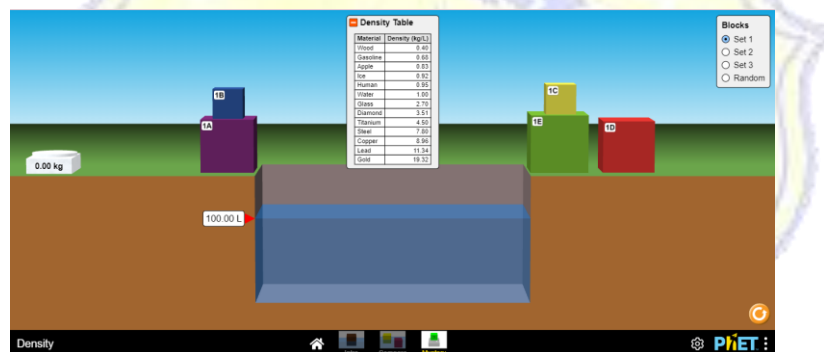 Density Table
Material Density (kg/L)
Wood 0.40
Gasoline 0.68
Apple 0.83
Ice 0.92
Human 0.95
Water 1.00
Glass 2.70
Diamond 3.51
Titanium 4.50
Steel 7.80
Copper 8.96
Lead 11.34
Gold 19.32
Blocks
Set 1
Set 2
Set 3
Random
1B
1A
1C
1E
1D
0.00 kg
100.00 L
Density
Mystery
PhET